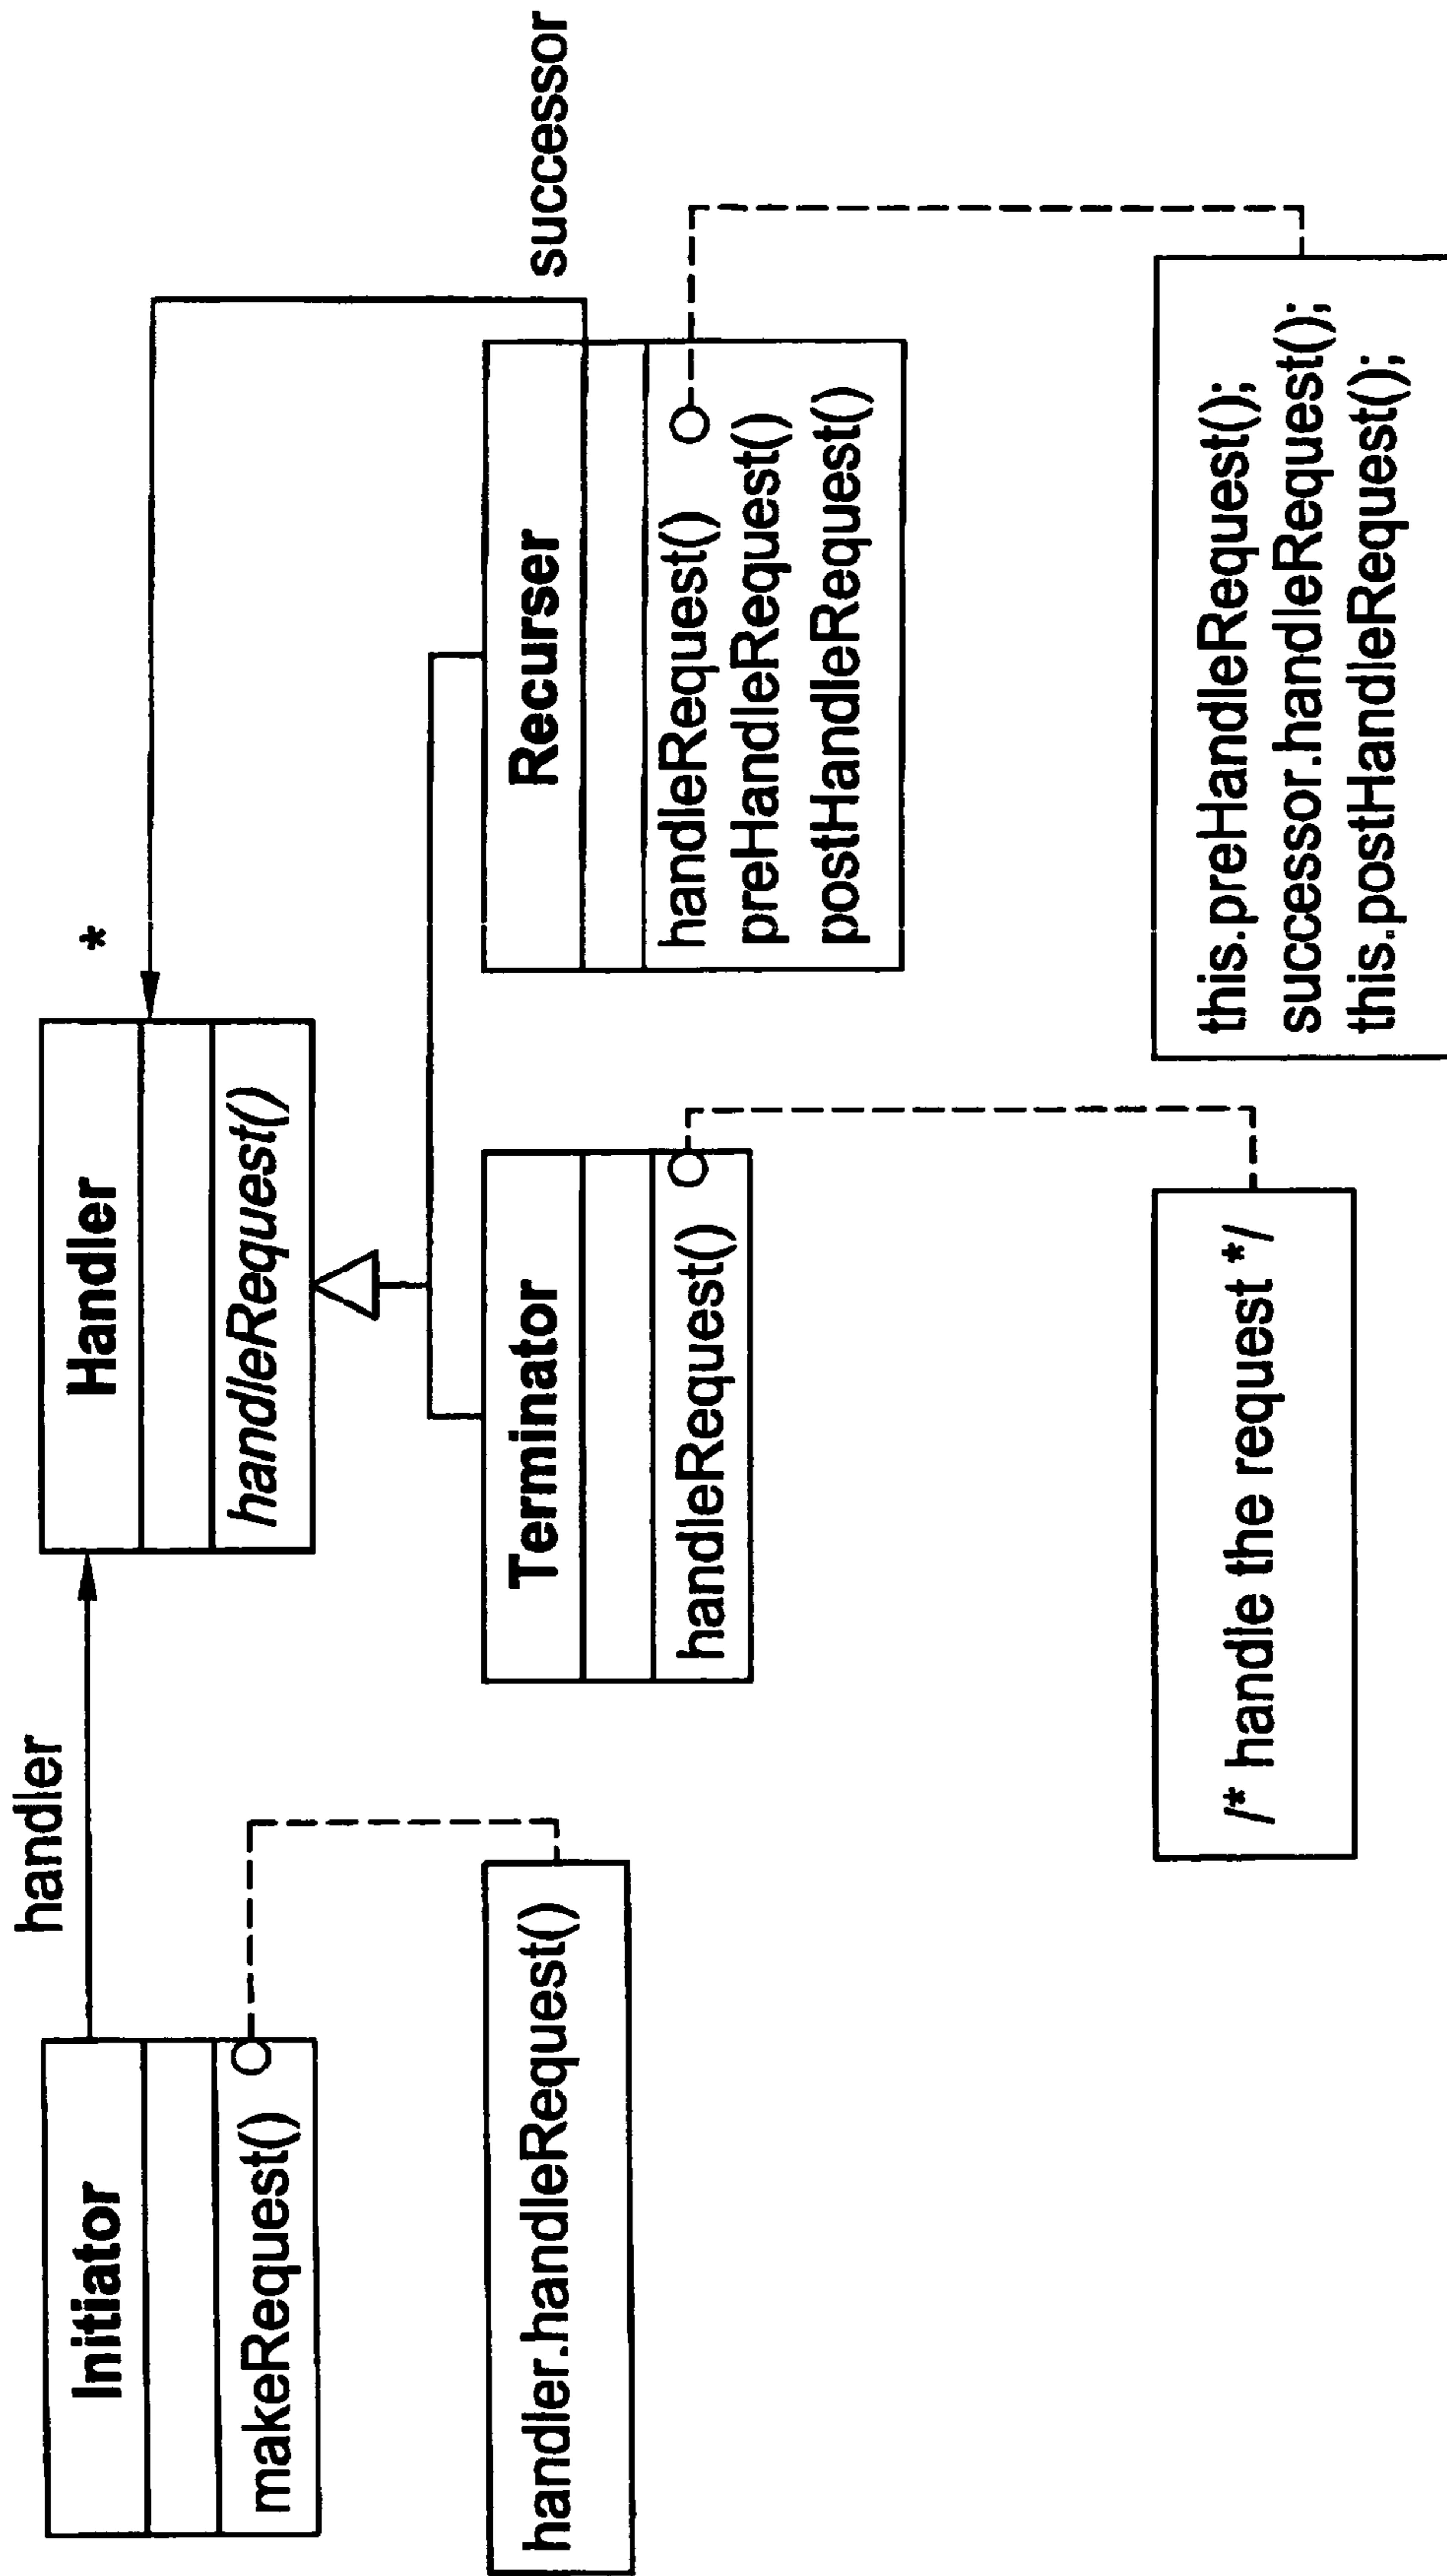 handler
Initiator
makeRequest()
handler.handleRequest()
Handler
handleRequest()
*
successor
Terminator
handleRequest()
/* handle the request */
Recurser
handleRequest()
preHandleRequest()
postHandleRequest()
this.preHandleRequest();
successor.handleRequest();
this.postHandleRequest();